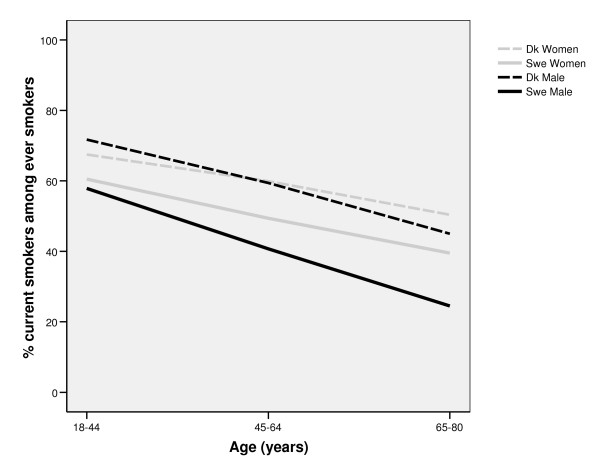 % current smokers among ever smokers
100
80
60
40
20
0
18-44
45-64
65-80
Age (years)
Dk Women
Swe Women
Dk Male
Swe Male